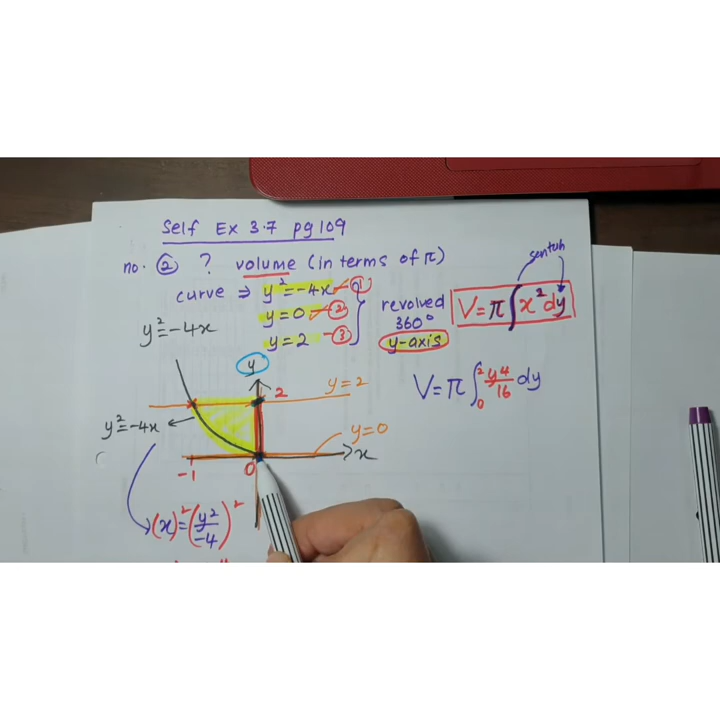 Self Ex 3.7 pg 109
no. ② ? volume (in terms of π)
curve ⇒ y²=-4x — ①
y=0 — ②
y=2 — ③
revolved
360°
y-axis
sentuh
V=π∫x²dy
y²=-4x
V=π∫₀² y⁴/16 dy
y
2
y=2
y²=-4x
y=0
x
-1
0
(x)²=(y²/-4)²